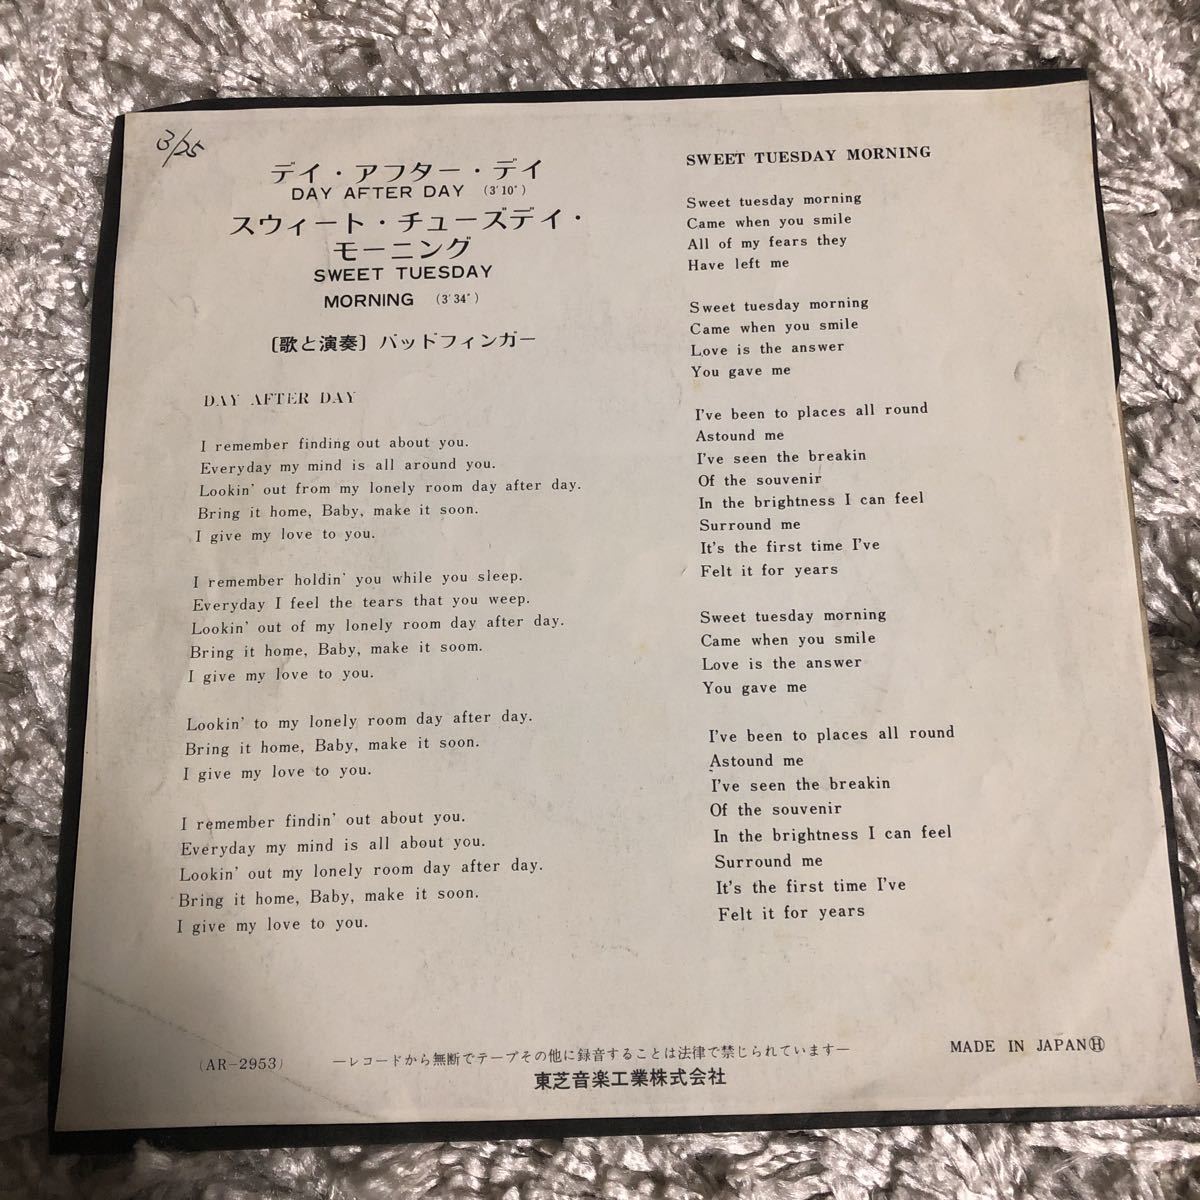 3/25
デイ・アフター・デイ
DAY AFTER DAY (3'10")
スウィート・チューズデイ・
モーニング
SWEET TUESDAY
MORNING (3'34")
〔歌と演奏〕バッドフィンガー
DAY AFTER DAY
I remember finding out about you.
Everyday my mind is all around you.
Lookin' out from my lonely room day after day.
Bring it home, Baby, make it soon.
I give my love to you.
I remember holdin' you while you sleep.
Everyday I feel the tears that you weep.
Lookin' out of my lonely room day after day.
Bring it home, Baby, make it soom.
I give my love to you.
Lookin' to my lonely room day after day.
Bring it home, Baby, make it soon.
I give my love to you.
I remember findin' out about you.
Everyday my mind is all about you.
Lookin' out my lonely room day after day.
Bring it home, Baby, make it soon.
I give my love to you.
SWEET TUESDAY MORNING
Sweet tuesday morning
Came when you smile
All of my fears they
Have left me
Sweet tuesday morning
Came when you smile
Love is the answer
You gave me
I've been to places all round
Astound me
I've seen the breakin
Of the souvenir
In the brightness I can feel
Surround me
It's the first time I've
Felt it for years
Sweet tuesday morning
Came when you smile
Love is the answer
You gave me
I've been to places all round
Astound me
I've seen the breakin
Of the souvenir
In the brightness I can feel
Surround me
It's the first time I've
Felt it for years
(AR-2953)
—レコードから無断でテープその他に録音することは法律で禁じられています—
東芝音楽工業株式会社
MADE IN JAPANⒽ